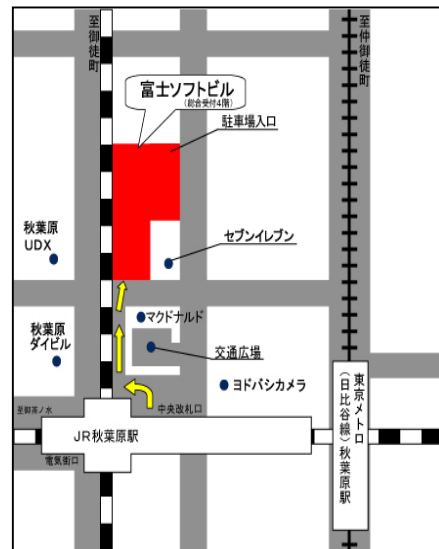 至御徒町
至仲御徒町
富士ソフトビル
(総合受付4階)
駐車場入口
秋葉原
UDX
セブンイレブン
マクドナルド
秋葉原
ダイビル
交通広場
ヨドバシカメラ
至御茶ノ水
中央改札口
JR秋葉原駅
電気街口
東京メトロ
(日比谷線)秋葉原駅